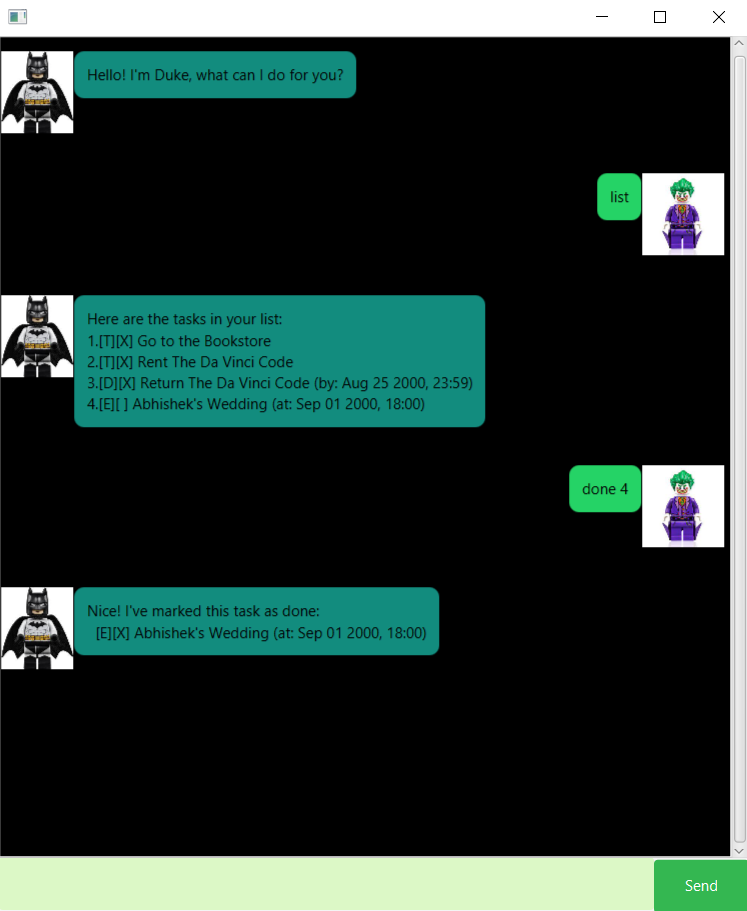 Hello! I'm Duke, what can I do for you?
list
Here are the tasks in your list:
1.[T][X] Go to the Bookstore
2.[T][X] Rent The Da Vinci Code
3.[D][X] Return The Da Vinci Code (by: Aug 25 2000, 23:59)
4.[E][ ] Abhishek's Wedding (at: Sep 01 2000, 18:00)
done 4
Nice! I've marked this task as done:
[E][X] Abhishek's Wedding (at: Sep 01 2000, 18:00)
Send